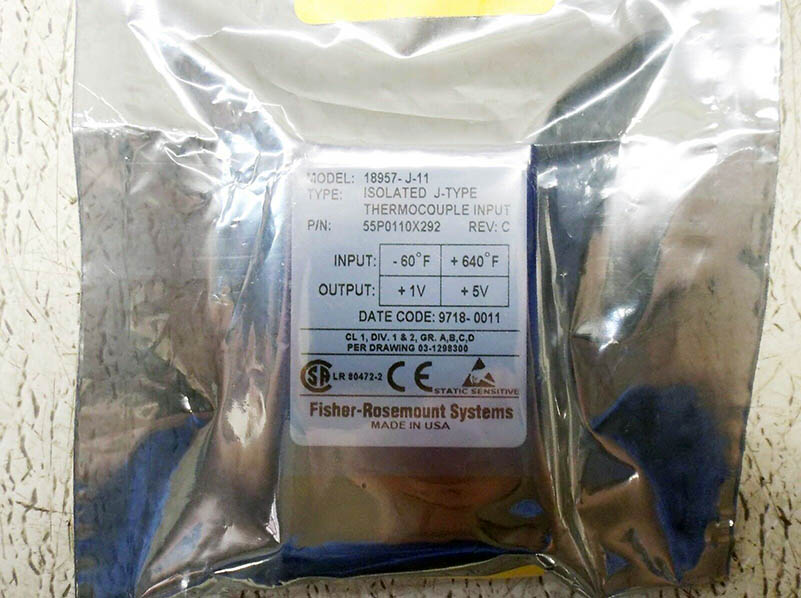 MODEL: 18957- J-11
TYPE: ISOLATED J-TYPE
THERMOCOUPLE INPUT
P/N: 55P0110X292 REV: C
INPUT: - 60°F + 640°F
OUTPUT: + 1V + 5V
DATE CODE: 9718- 0011
CL 1, DIV. 1 & 2, GR. A,B,C,D
PER DRAWING 03-1298300
SA LR 80472-2 CE
STATIC SENSITIVE
Fisher-Rosemount Systems
MADE IN USA